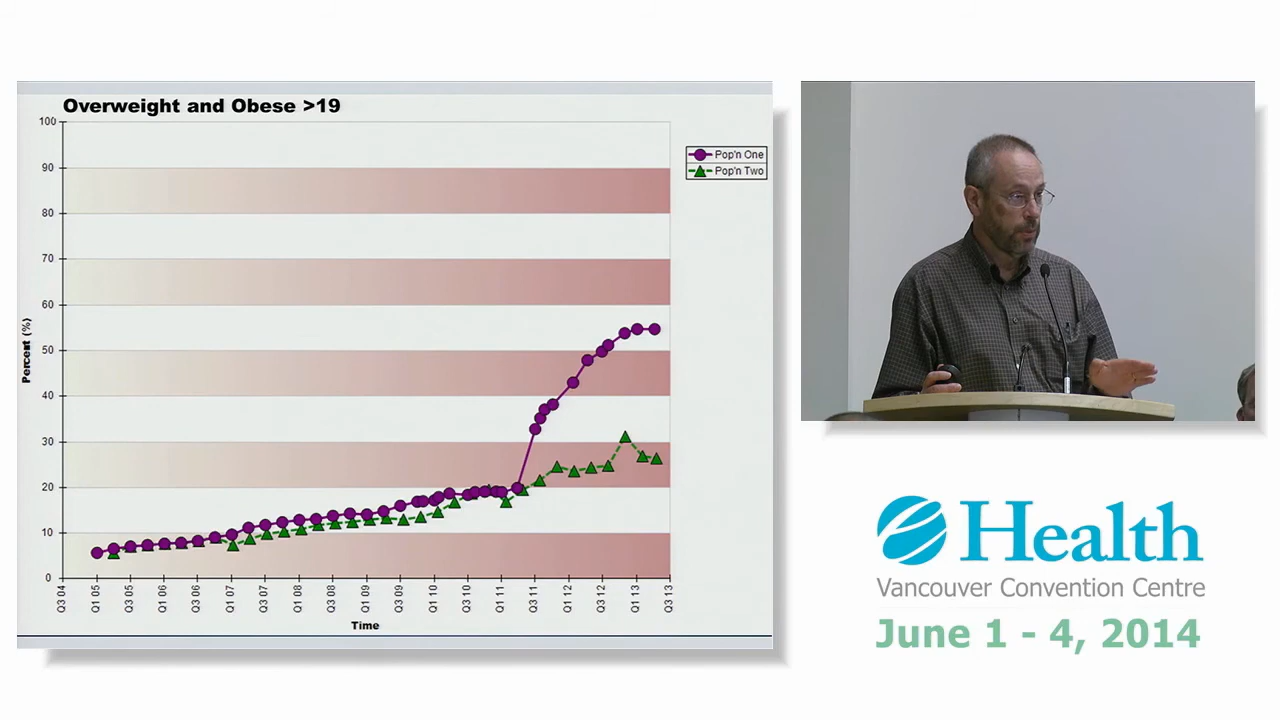 Overweight and Obese >19
100
90
80
70
60
50
40
30
20
10
0
Percent (%)
Q3 04
Q1 05
Q3 05
Q1 06
Q3 06
Q1 07
Q3 07
Q1 08
Q3 08
Q1 09
Q3 09
Q1 10
Q3 10
Q1 11
Q3 11
Q1 12
Q3 12
Q1 13
Q3 13
Time
Pop'n One
Pop'n Two
Health
Vancouver Convention Centre
June 1 - 4, 2014